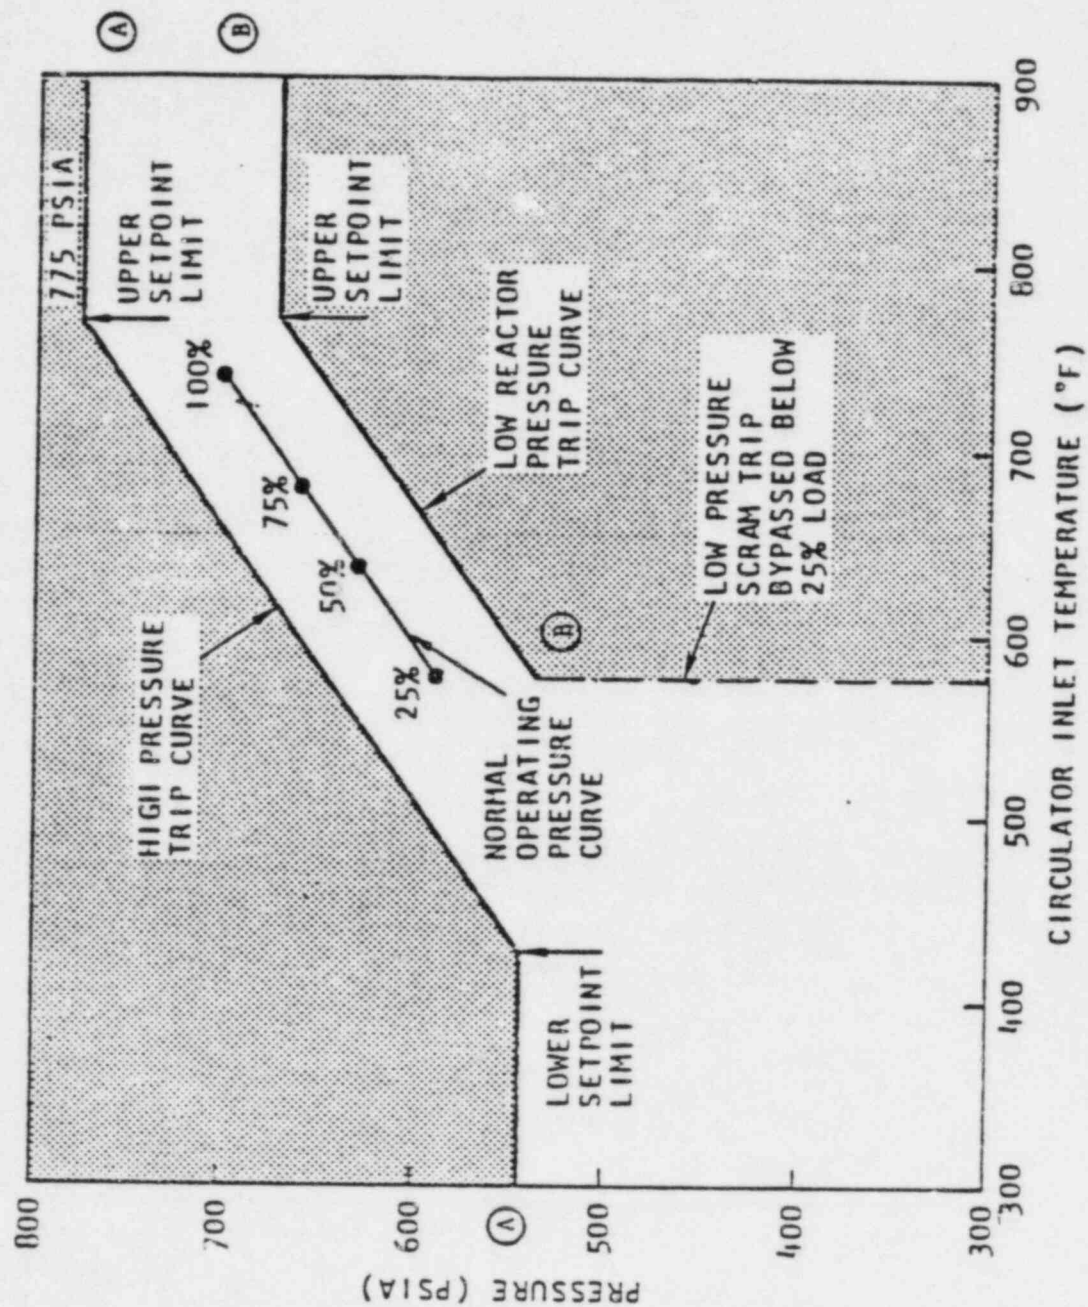 775 PSIA
Ⓐ
UPPER
SETPOINT
LIMIT
Ⓑ
UPPER
SETPOINT
LIMIT
HIGH PRESSURE
TRIP CURVE
100%
75%
50%
25%
LOW REACTOR
PRESSURE
TRIP CURVE
NORMAL
OPERATING
PRESSURE
CURVE
Ⓑ
LOW PRESSURE
SCRAM TRIP
BYPASSED BELOW
25% LOAD
Ⓐ
LOWER
SETPOINT
LIMIT
PRESSURE (PSIA)
800
700
600
500
400
300
300
400
500
600
700
800
900
CIRCULATOR INLET TEMPERATURE (°F)